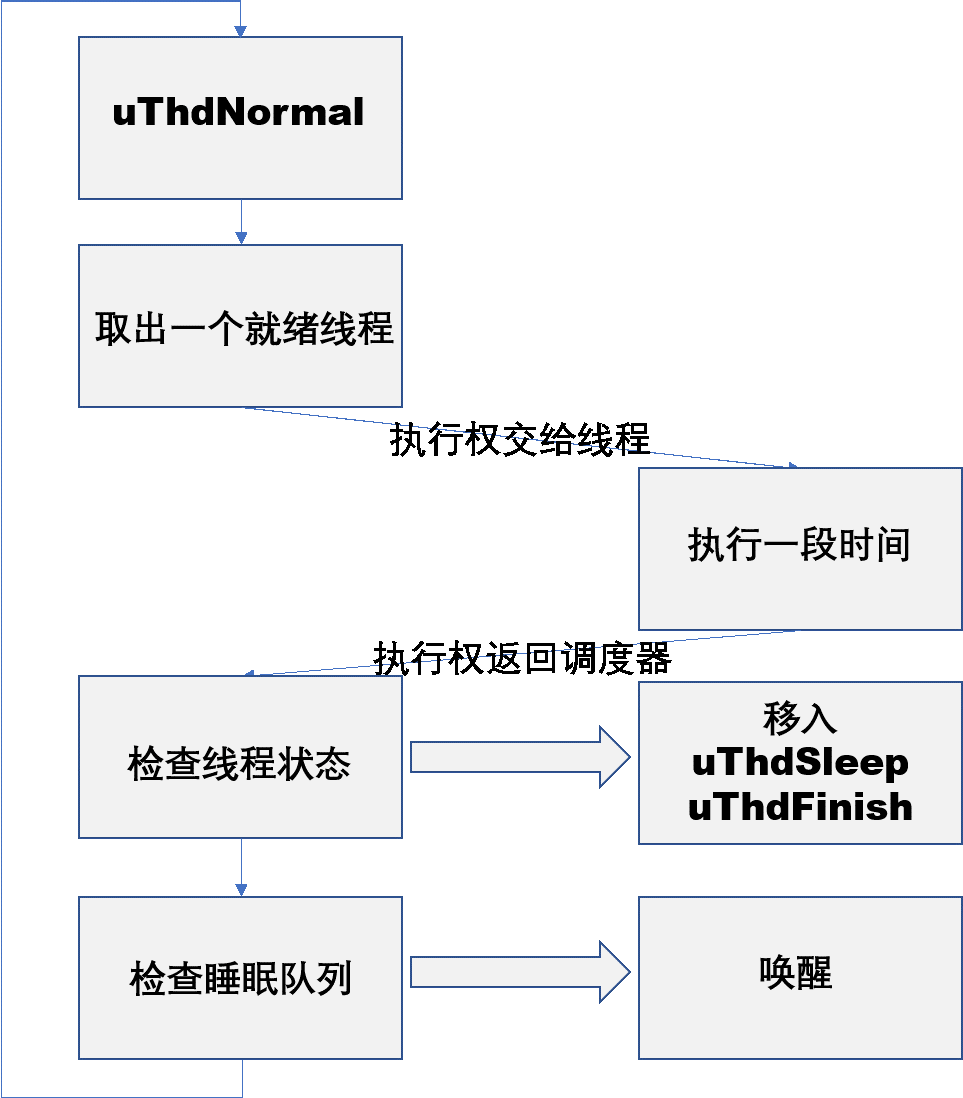 uThdNormal
取出一个就绪线程
执行权交给线程
执行一段时间
执行权返回调度器
检查线程状态
移入
uThdSleep
uThdFinish
检查睡眠队列
唤醒